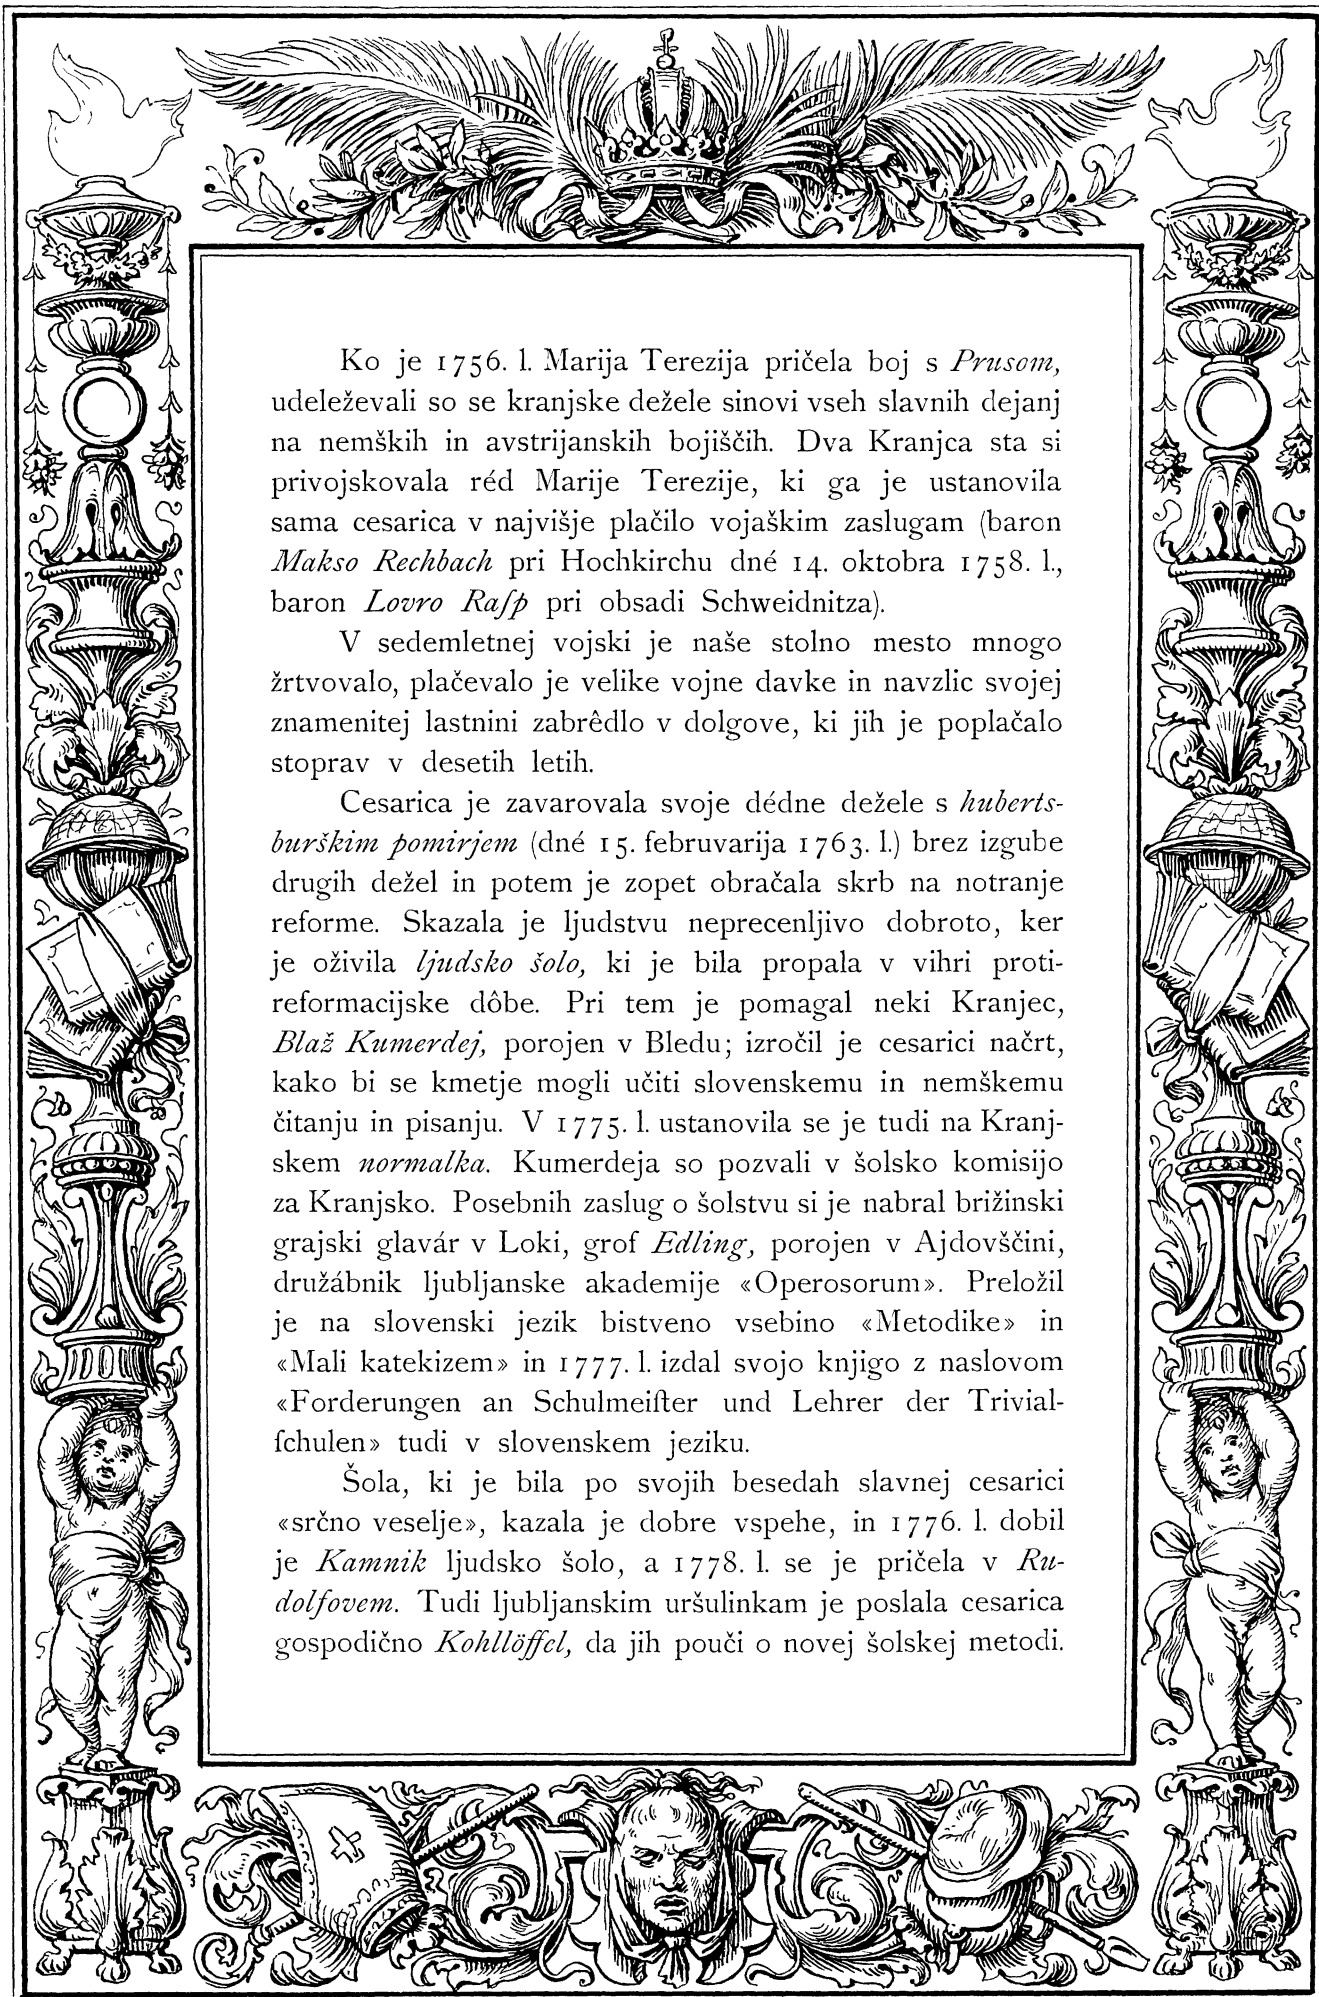 Ko je 1756. l. Marija Terezija pričela boj s Prusom,
udeleževali so se kranjske dežele sinovi vseh slavnih dejanj
na nemških in avstrijanskih bojiščih. Dva Kranjca sta si
privojskovala réd Marije Terezije, ki ga je ustanovila
sama cesarica v najvišje plačilo vojaškim zaslugam (baron
Makso Rechbach pri Hochkirchu dné 14. oktobra 1758. l.,
baron Lovro Raſp pri obsadi Schweidnitza).
V sedemletnej vojski je naše stolno mesto mnogo
žrtvovalo, plačevalo je velike vojne davke in navzlic svojej
znamenitej lastnini zabrêdlo v dolgove, ki jih je poplačalo
stoprav v desetih letih.
Cesarica je zavarovala svoje dédne dežele s huberts-
burškim pomirjem (dné 15. februvarija 1763. l.) brez izgube
drugih dežel in potem je zopet obračala skrb na notranje
reforme. Skazala je ljudstvu neprecenljivo dobroto, ker
je oživila ljudsko šolo, ki je bila propala v vihri proti-
reformacijske dôbe. Pri tem je pomagal neki Kranjec,
Blaž Kumerdej, porojen v Bledu; izročil je cesarici načrt,
kako bi se kmetje mogli učiti slovenskemu in nemškemu
čitanju in pisanju. V 1775. l. ustanovila se je tudi na Kranj-
skem normalka. Kumerdeja so pozvali v šolsko komisijo
za Kranjsko. Posebnih zaslug o šolstvu si je nabral brižinski
grajski glavár v Loki, grof Edling, porojen v Ajdovščini,
družábnik ljubljanske akademije «Operosorum». Preložil
je na slovenski jezik bistveno vsebino «Metodike» in
«Mali katekizem» in 1777. l. izdal svojo knjigo z naslovom
«Forderungen an Schulmeiſter und Lehrer der Trivial-
ſchulen» tudi v slovenskem jeziku.
Šola, ki je bila po svojih besedah slavnej cesarici
«srčno veselje», kazala je dobre vspehe, in 1776. l. dobil
je Kamnik ljudsko šolo, a 1778. l. se je pričela v Ru-
dolfovem. Tudi ljubljanskim uršulinkam je poslala cesarica
gospodično Kohllöffel, da jih pouči o novej šolskej metodi.